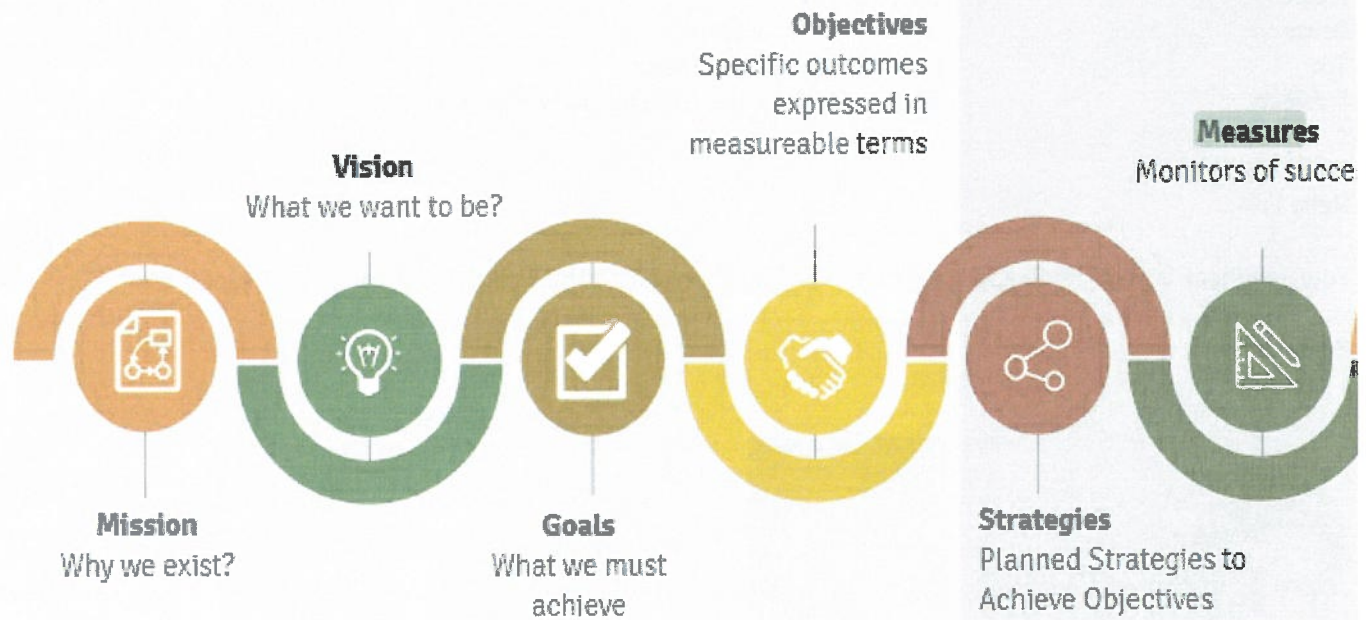 Mission
Why we exist?
Vision
What we want to be?
Goals
What we must
achieve
Objectives
Specific outcomes
expressed in
measureable terms
Strategies
Planned Strategies to
Achieve Objectives
Measures
Monitors of succe